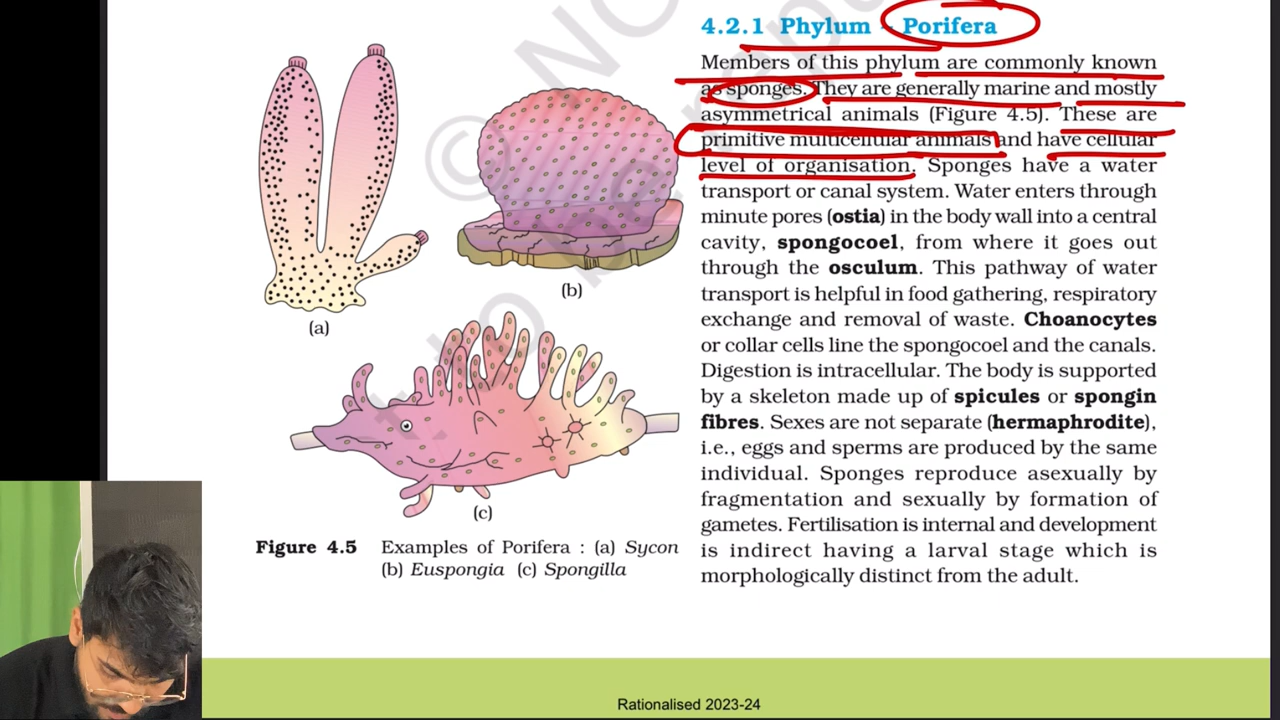 4.2.1 Phylum – Porifera
Members of this phylum are commonly known
as sponges. They are generally marine and mostly
asymmetrical animals (Figure 4.5). These are
primitive multicellular animals and have cellular
level of organisation. Sponges have a water
transport or canal system. Water enters through
minute pores (ostia) in the body wall into a central
cavity, spongocoel, from where it goes out
through the osculum. This pathway of water
transport is helpful in food gathering, respiratory
exchange and removal of waste. Choanocytes
or collar cells line the spongocoel and the canals.
Digestion is intracellular. The body is supported
by a skeleton made up of spicules or spongin
fibres. Sexes are not separate (hermaphrodite),
i.e., eggs and sperms are produced by the same
individual. Sponges reproduce asexually by
fragmentation and sexually by formation of
gametes. Fertilisation is internal and development
is indirect having a larval stage which is
morphologically distinct from the adult.
(a)
(b)
(c)
Figure 4.5 Examples of Porifera : (a) Sycon
(b) Euspongia (c) Spongilla
Rationalised 2023-24